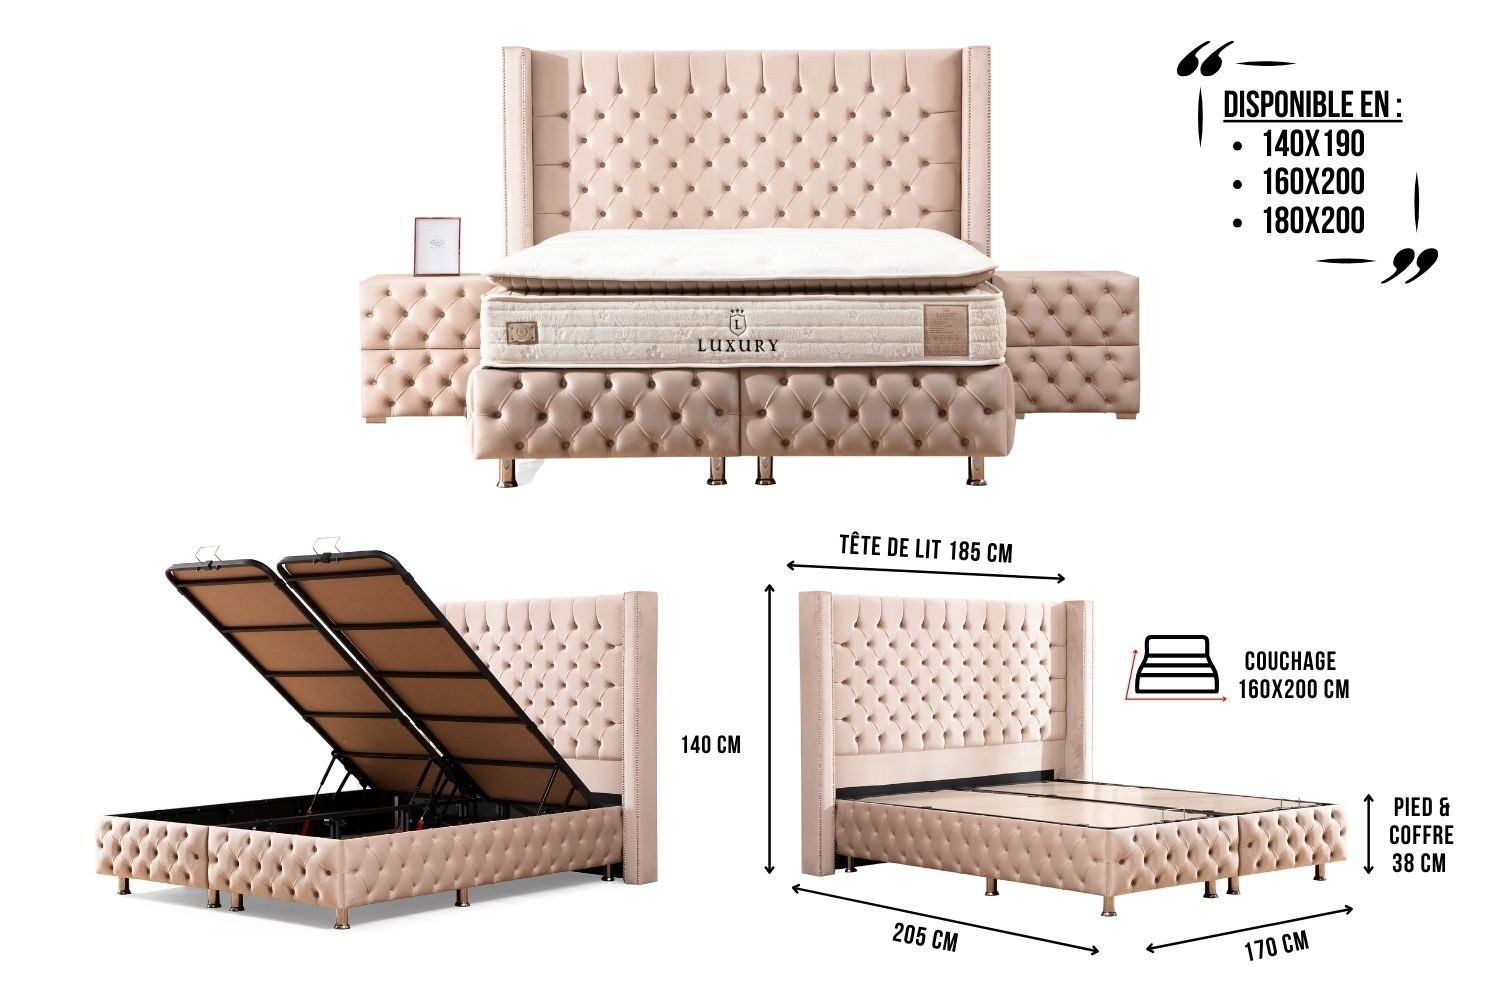 DISPONIBLE EN :
• 140X190
• 160X200
• 180X200
L
LUXURY
TÊTE DE LIT 185 CM
140 CM
COUCHAGE
160X200 CM
PIED &
COFFRE
38 CM
205 CM
170 CM